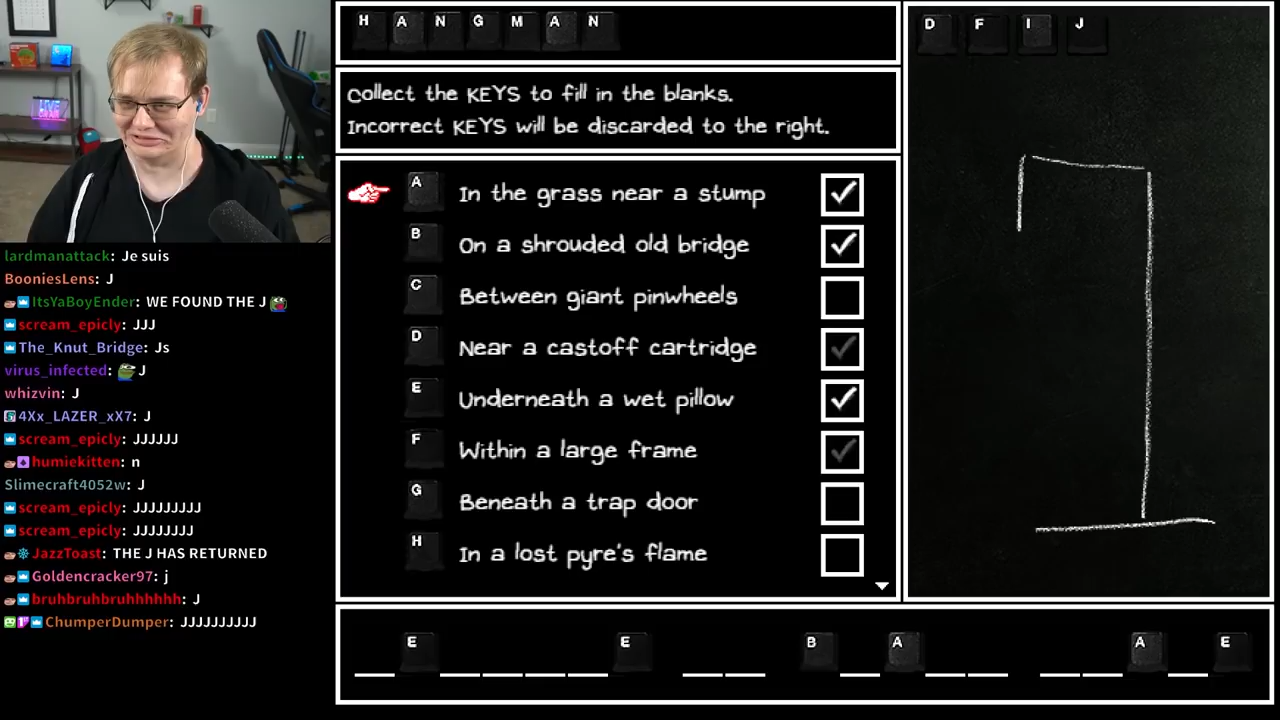 H A N G M A N
D F I J
Collect the KEYS to fill in the blanks.
Incorrect KEYS will be discarded to the right.
A In the grass near a stump
B On a shrouded old bridge
C Between giant pinwheels
D Near a castoff cartridge
E Underneath a wet pillow
F Within a large frame
G Beneath a trap door
H In a lost pyre's flame
E E B A A E
lardmanattack: Je suis
BooniesLens: J
ItsYaBoyEnder: WE FOUND THE J
scream_epicly: JJJ
The_Knut_Bridge: Js
virus_infected: J
whizvin: J
4Xx_LAZER_xX7: J
scream_epicly: JJJJJJ
humiekitten: n
Slimecraft4052w: J
scream_epicly: JJJJJJJJJ
scream_epicly: JJJJJJJJ
JazzToast: THE J HAS RETURNED
Goldencracker97: j
bruhbruhbruhhhhhh: J
ChumperDumper: JJJJJJJJJJ